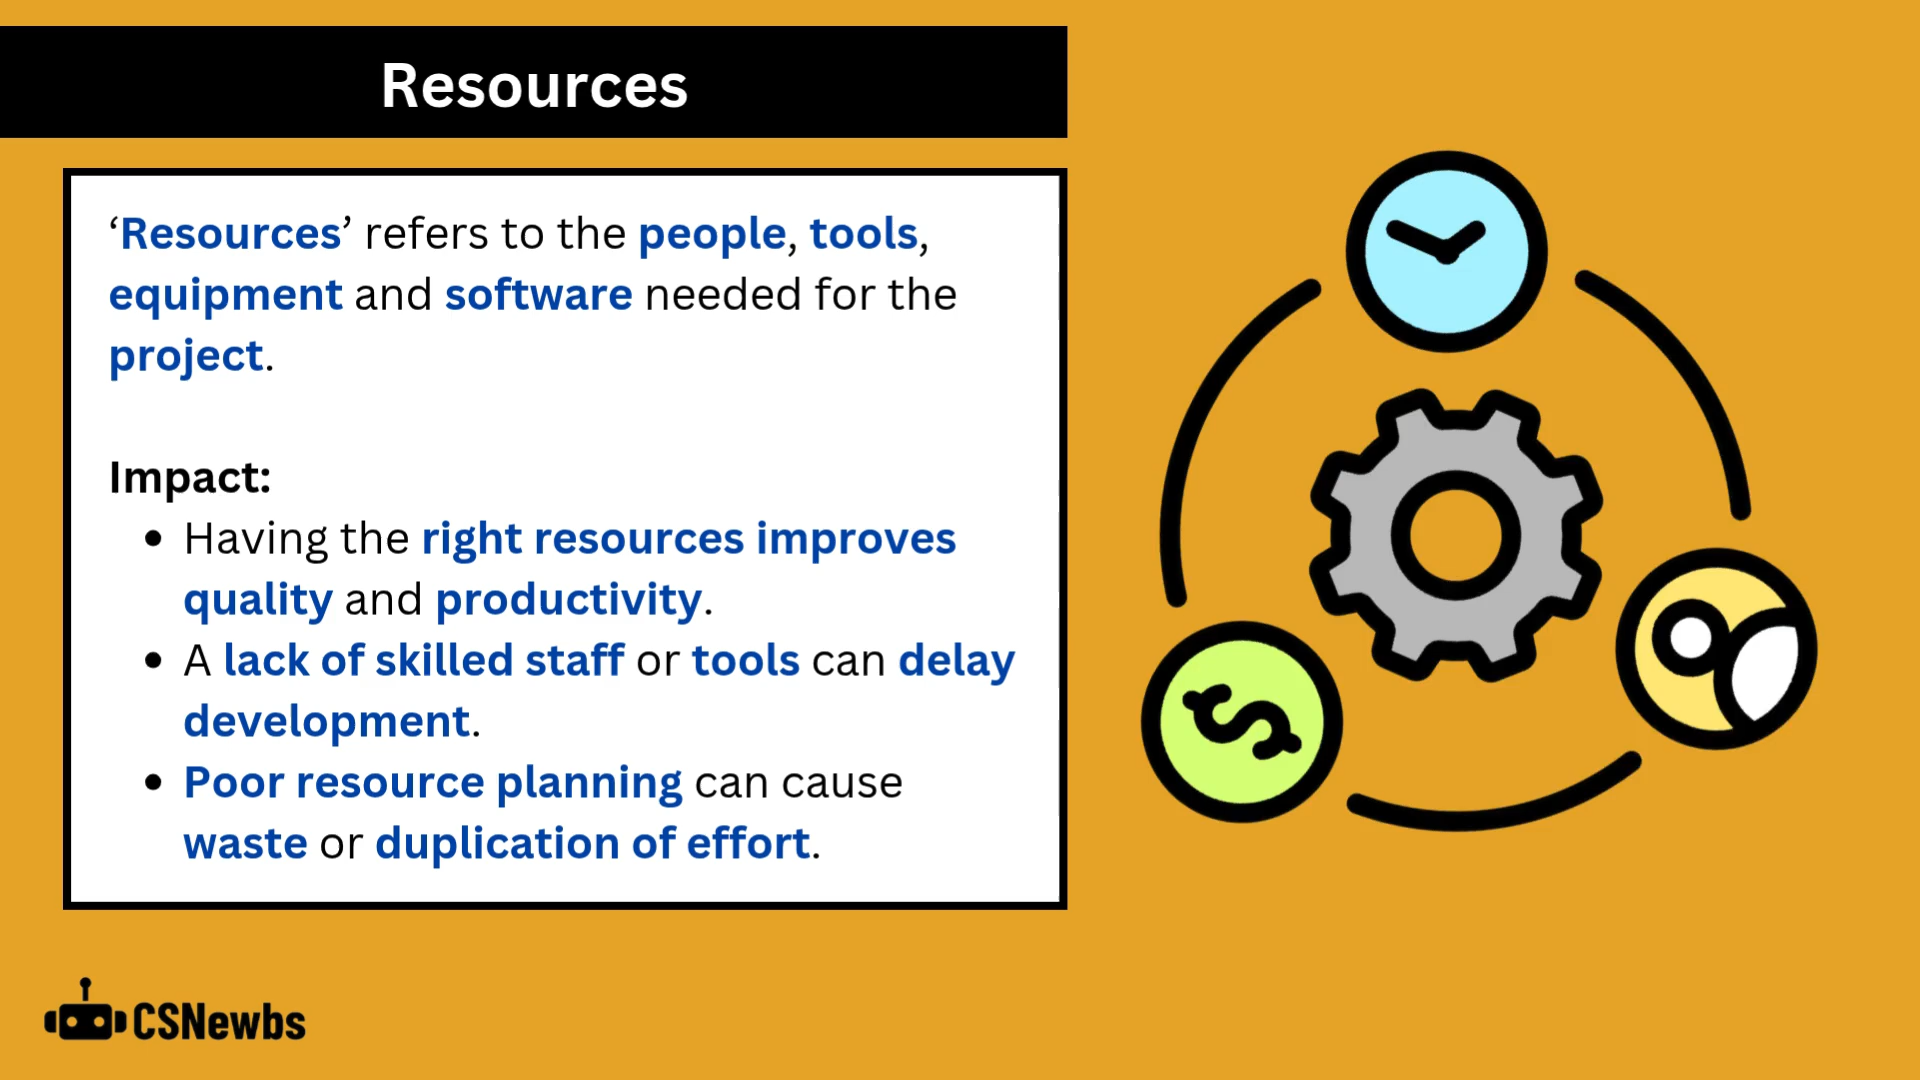 Resources
‘Resources’ refers to the people, tools,
equipment and software needed for the
project.
Impact:
• Having the right resources improves
quality and productivity.
• A lack of skilled staff or tools can delay
development.
• Poor resource planning can cause
waste or duplication of effort.
$
CSNewbs